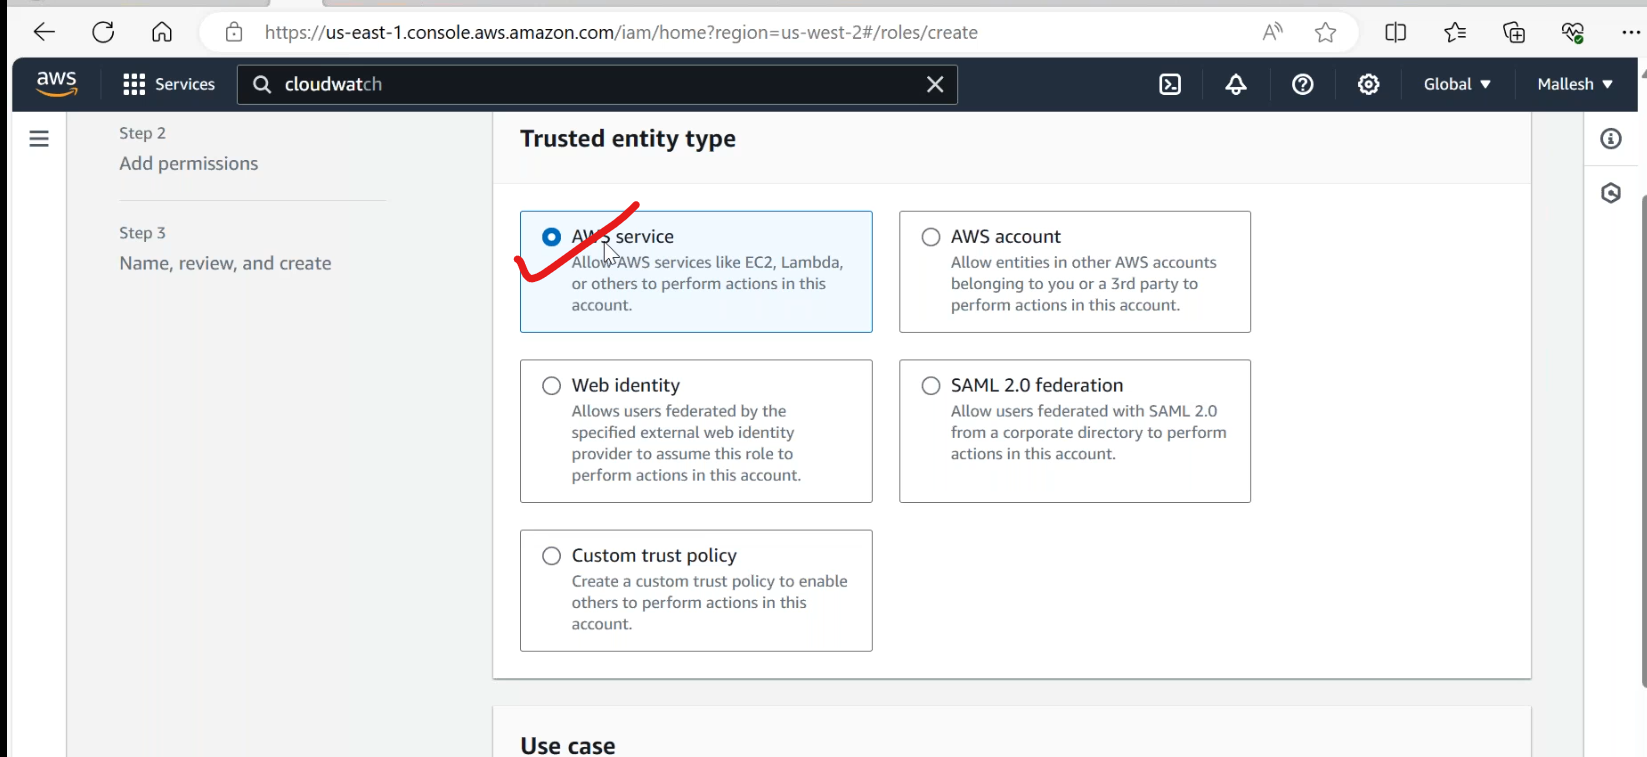 https://us-east-1.console.aws.amazon.com/iam/home?region=us-west-2#/roles/create
aws
Services
cloudwatch
Global
Mallesh
Step 2
Add permissions
Step 3
Name, review, and create
Trusted entity type
AWS service
Allow AWS services like EC2, Lambda,
or others to perform actions in this
account.
AWS account
Allow entities in other AWS accounts
belonging to you or a 3rd party to
perform actions in this account.
Web identity
Allows users federated by the
specified external web identity
provider to assume this role to
perform actions in this account.
SAML 2.0 federation
Allow users federated with SAML 2.0
from a corporate directory to perform
actions in this account.
Custom trust policy
Create a custom trust policy to enable
others to perform actions in this
account.
Use case